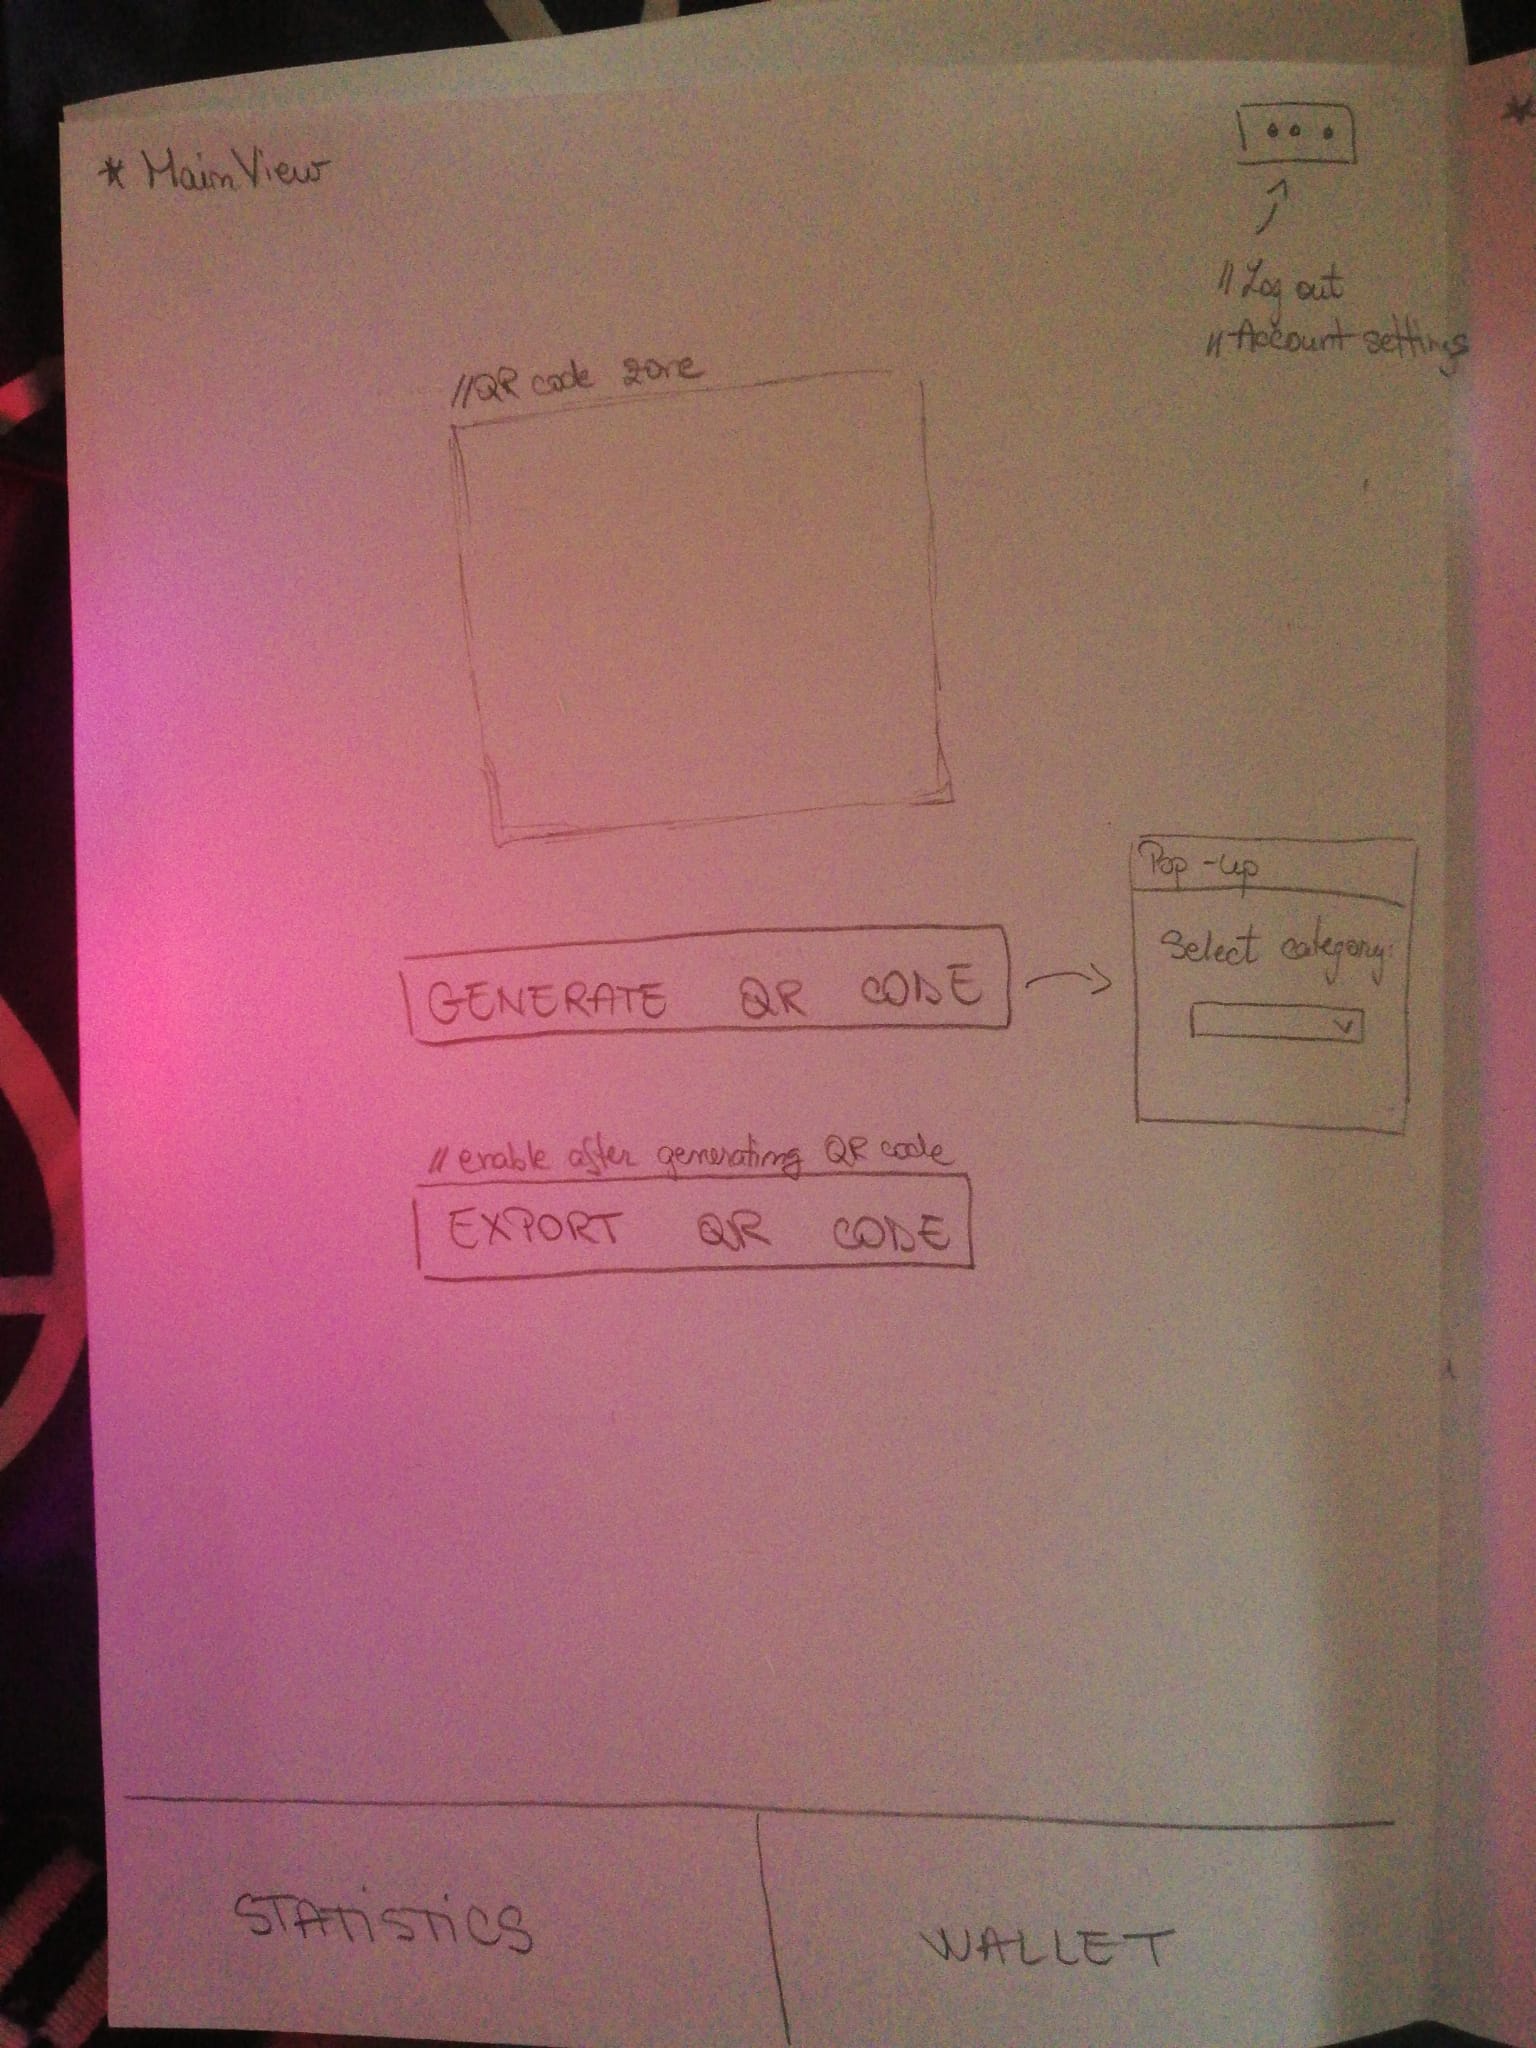 * Main View
// Log out
// Account settings
// QR code zone
Pop-up
Select category:
GENERATE QR CODE
// enable after generating QR code
EXPORT QR CODE
STATiSTiCS
WALLET